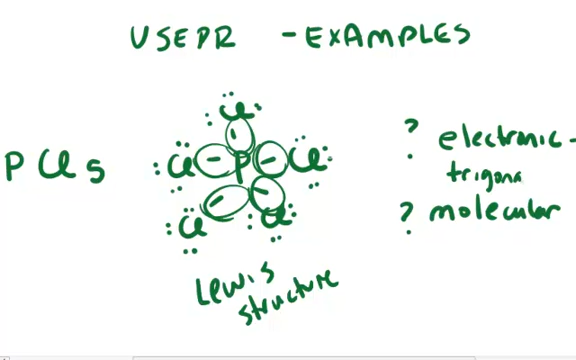 VSEPR - EXAMPLES
PCl5
Cl
Cl - P - Cl
Cl
Cl
Lewis
structure
? electronic -
trigona
? molecular